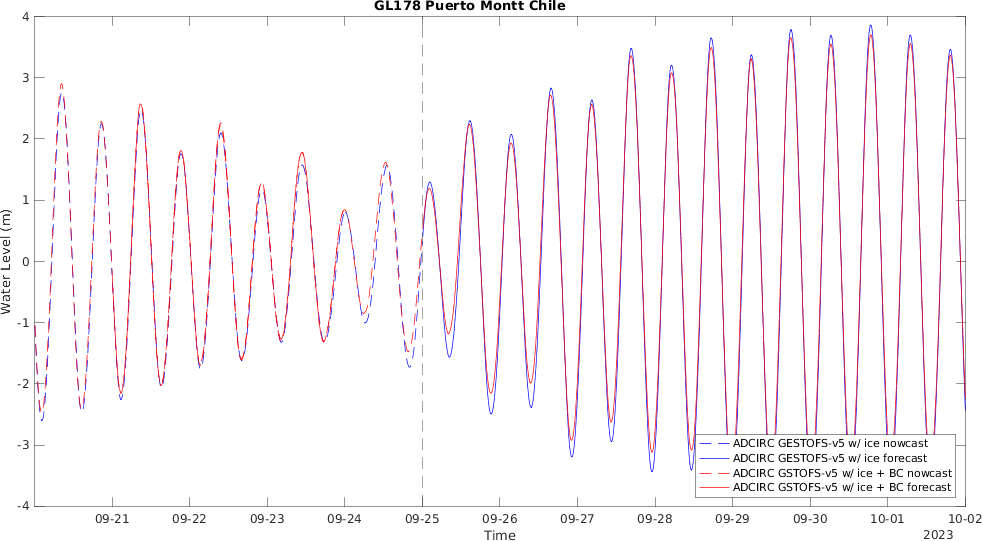 GL178 Puerto Montt Chile
Water Level (m)
4
3
2
1
0
-1
-2
-3
-4
ADCIRC GESTOFS-v5 w/ ice nowcast
ADCIRC GESTOFS-v5 w/ ice forecast
ADCIRC GSTOFS-v5 w/ ice + BC nowcast
ADCIRC GSTOFS-v5 w/ ice + BC forecast
09-21 09-22 09-23 09-24 09-25 09-26 09-27 09-28 09-29 09-30 10-01 10-02
Time
2023